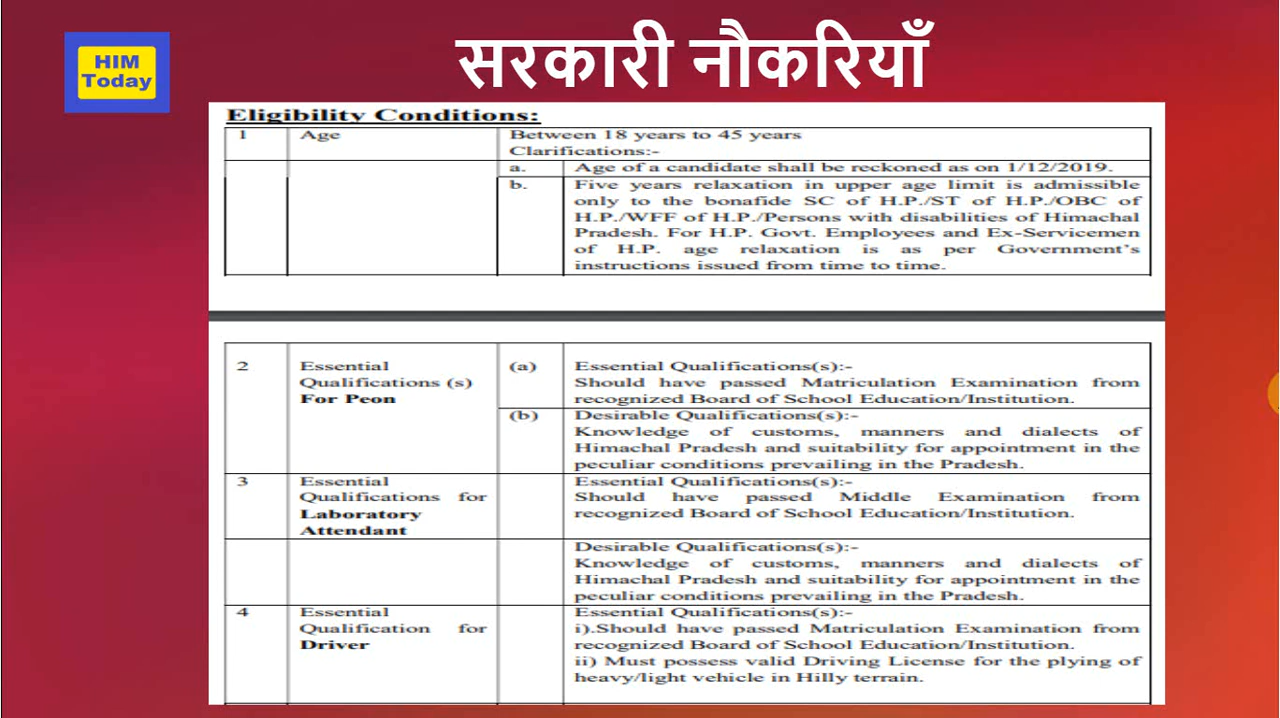 HIM
Today
सरकारी नौकरियाँ
Eligibility Conditions:
1 Age Between 18 years to 45 years
Clarifications:-
a. Age of a candidate shall be reckoned as on 1/12/2019.
b. Five years relaxation in upper age limit is admissible
only to the bonafide SC of H.P./ST of H.P./OBC of
H.P./WFF of H.P./Persons with disabilities of Himachal
Pradesh. For H.P. Govt. Employees and Ex-Servicemen
of H.P. age relaxation is as per Government's
instructions issued from time to time.
2 Essential (a) Essential Qualifications(s):-
Qualifications (s) Should have passed Matriculation Examination from
For Peon recognized Board of School Education/Institution.
(b) Desirable Qualifications(s):-
Knowledge of customs, manners and dialects of
Himachal Pradesh and suitability for appointment in the
peculiar conditions prevailing in the Pradesh.
3 Essential Essential Qualifications(s):-
Qualifications for Should have passed Middle Examination from
Laboratory recognized Board of School Education/Institution.
Attendant
Desirable Qualifications(s):-
Knowledge of customs, manners and dialects of
Himachal Pradesh and suitability for appointment in the
peculiar conditions prevailing in the Pradesh.
4 Essential Essential Qualifications(s):-
Qualification for i).Should have passed Matriculation Examination from
Driver recognized Board of School Education/Institution.
ii) Must possess valid Driving License for the plying of
heavy/light vehicle in Hilly terrain.